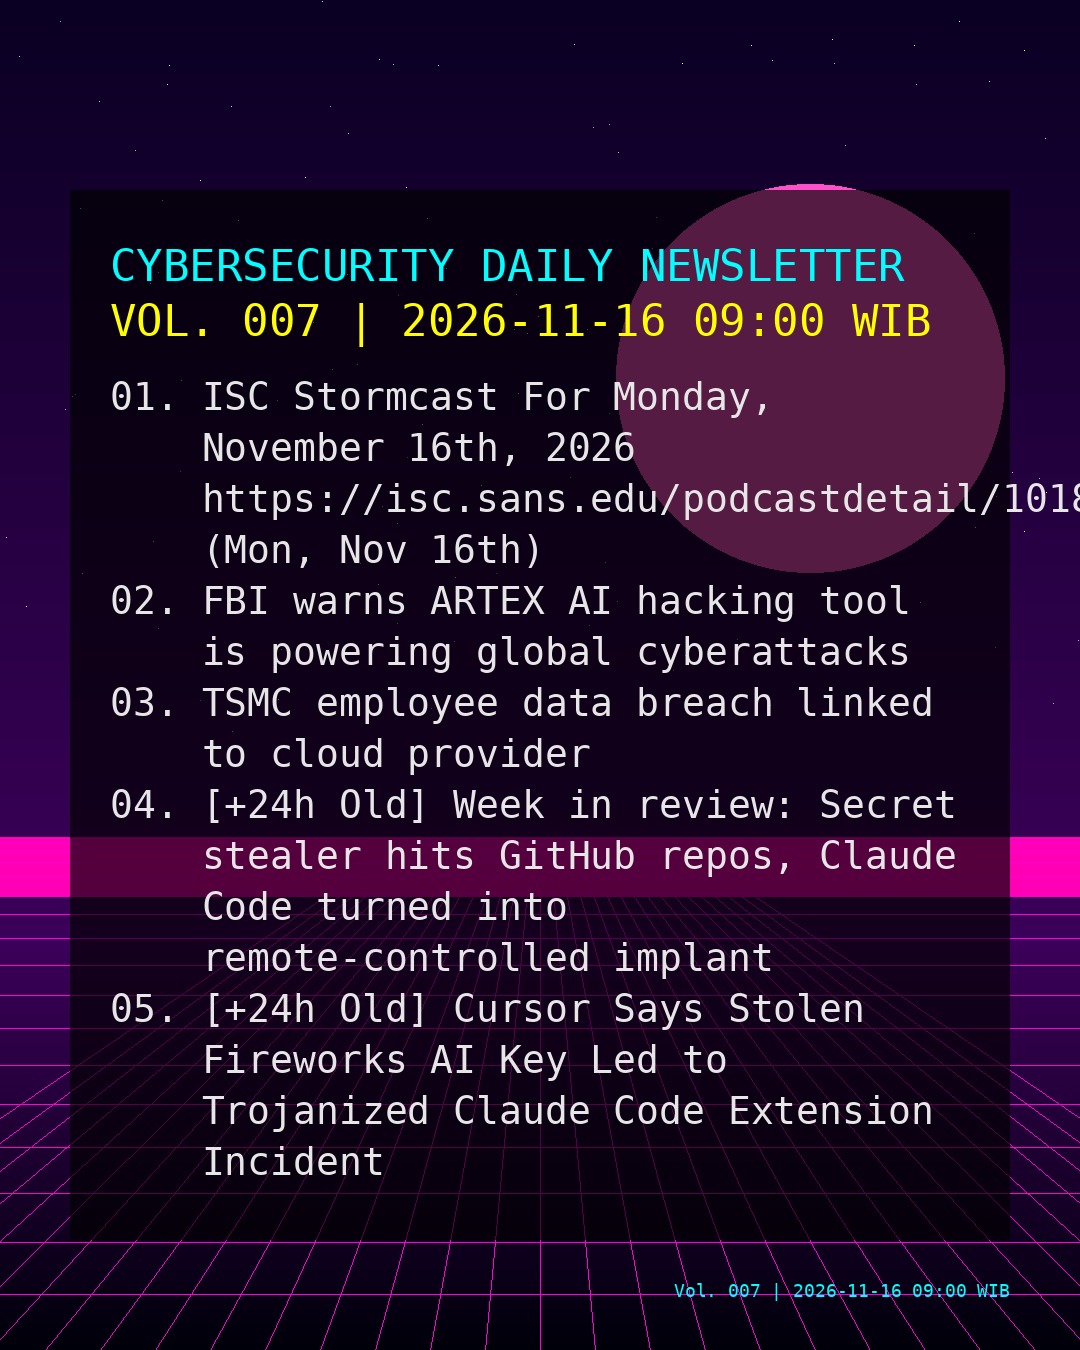 CYBERSECURITY DAILY NEWSLETTER
VOL. 007 | 2026-11-16 09:00 WIB
01. ISC Stormcast For Monday,
November 16th, 2026
https://isc.sans.edu/podcastdetail/1018
(Mon, Nov 16th)
02. FBI warns ARTEX AI hacking tool
is powering global cyberattacks
03. TSMC employee data breach linked
to cloud provider
04. [+24h Old] Week in review: Secret
stealer hits GitHub repos, Claude
Code turned into
remote-controlled implant
05. [+24h Old] Cursor Says Stolen
Fireworks AI Key Led to
Trojanized Claude Code Extension
Incident
Vol. 007 | 2026-11-16 09:00 WIB